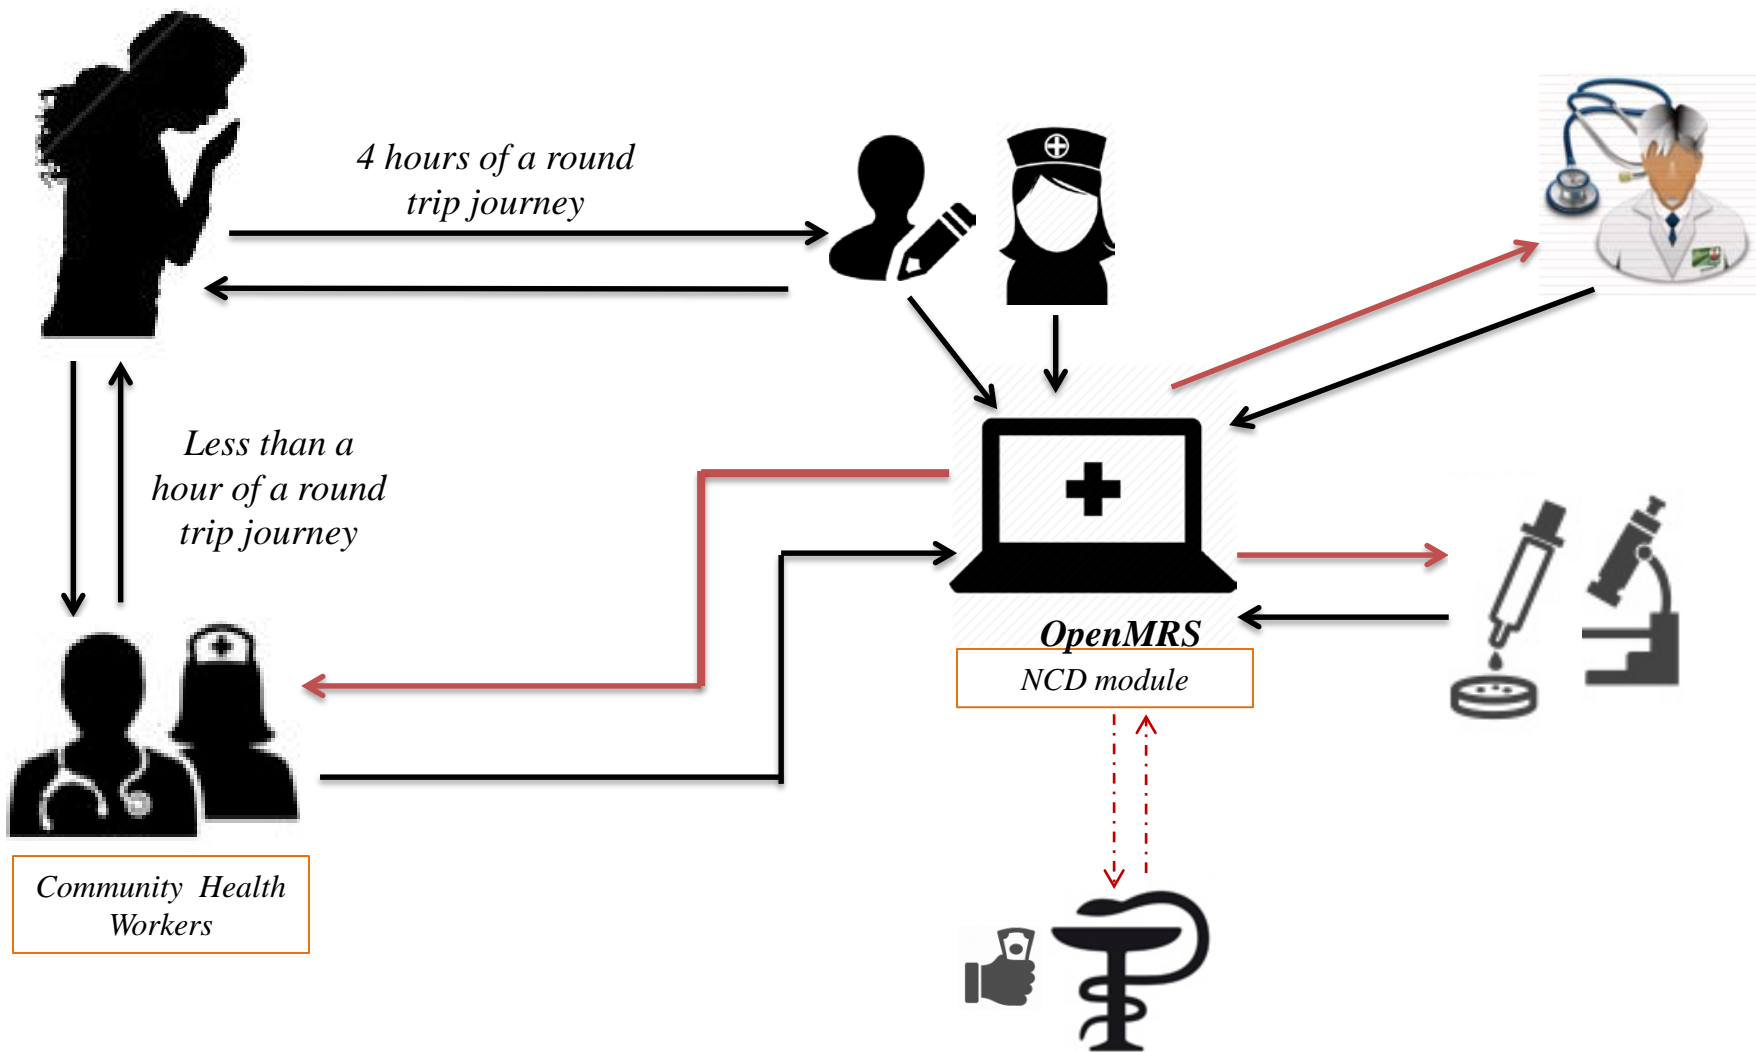 4 hours of a round
trip journey
Less than a
hour of a round
trip journey
OpenMRS
NCD module
Community Health
Workers